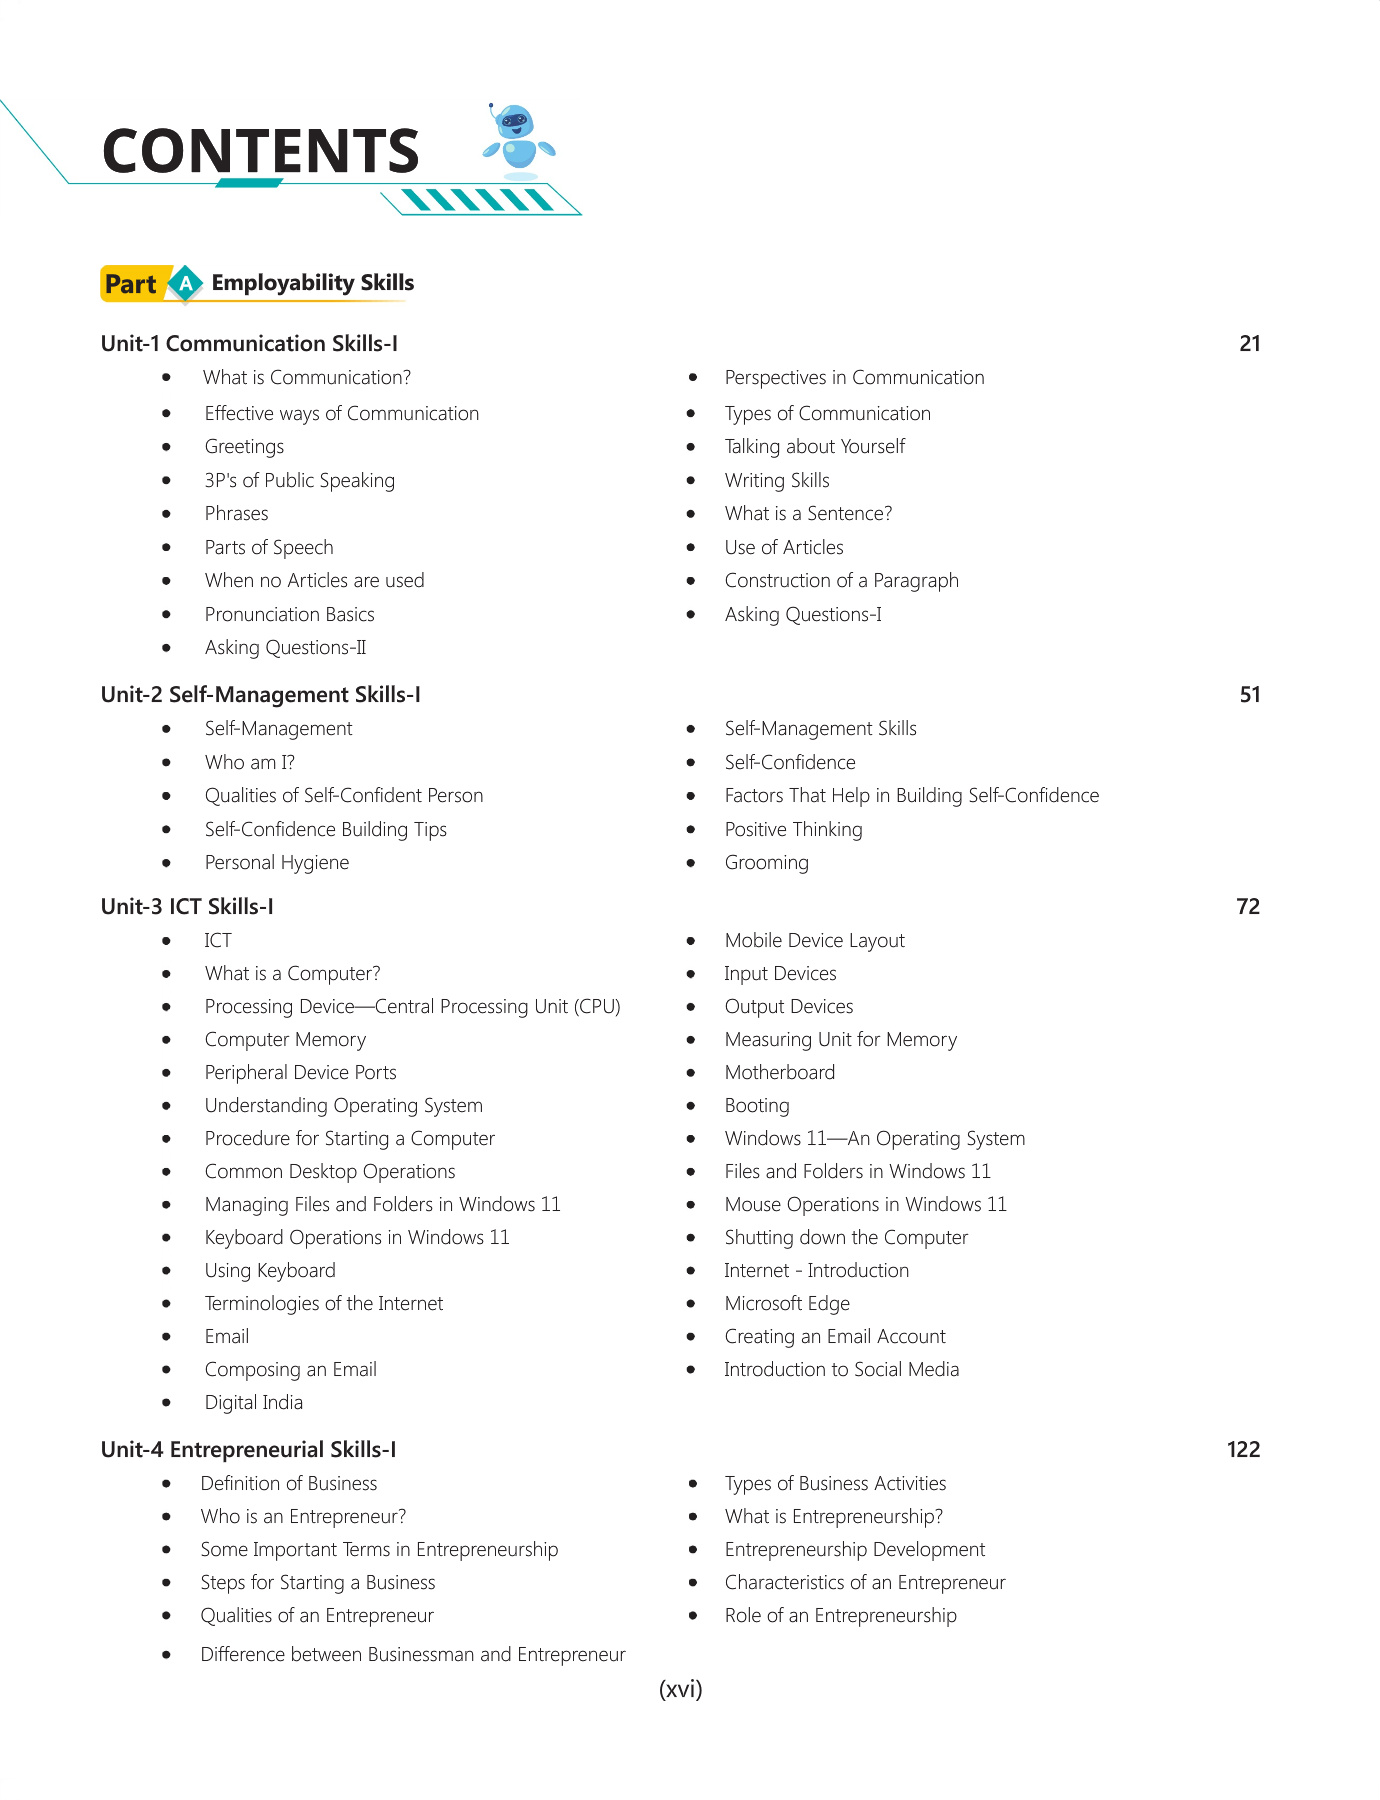 CONTENTS
Part A Employability Skills
Unit-1 Communication Skills-I 21
• What is Communication? • Perspectives in Communication
• Effective ways of Communication • Types of Communication
• Greetings • Talking about Yourself
• 3P's of Public Speaking • Writing Skills
• Phrases • What is a Sentence?
• Parts of Speech • Use of Articles
• When no Articles are used • Construction of a Paragraph
• Pronunciation Basics • Asking Questions-I
• Asking Questions-II
Unit-2 Self-Management Skills-I 51
• Self-Management • Self-Management Skills
• Who am I? • Self-Confidence
• Qualities of Self-Confident Person • Factors That Help in Building Self-Confidence
• Self-Confidence Building Tips • Positive Thinking
• Personal Hygiene • Grooming
Unit-3 ICT Skills-I 72
• ICT • Mobile Device Layout
• What is a Computer? • Input Devices
• Processing Device—Central Processing Unit (CPU) • Output Devices
• Computer Memory • Measuring Unit for Memory
• Peripheral Device Ports • Motherboard
• Understanding Operating System • Booting
• Procedure for Starting a Computer • Windows 11—An Operating System
• Common Desktop Operations • Files and Folders in Windows 11
• Managing Files and Folders in Windows 11 • Mouse Operations in Windows 11
• Keyboard Operations in Windows 11 • Shutting down the Computer
• Using Keyboard • Internet - Introduction
• Terminologies of the Internet • Microsoft Edge
• Email • Creating an Email Account
• Composing an Email • Introduction to Social Media
• Digital India
Unit-4 Entrepreneurial Skills-I 122
• Definition of Business • Types of Business Activities
• Who is an Entrepreneur? • What is Entrepreneurship?
• Some Important Terms in Entrepreneurship • Entrepreneurship Development
• Steps for Starting a Business • Characteristics of an Entrepreneur
• Qualities of an Entrepreneur • Role of an Entrepreneurship
• Difference between Businessman and Entrepreneur
(xvi)